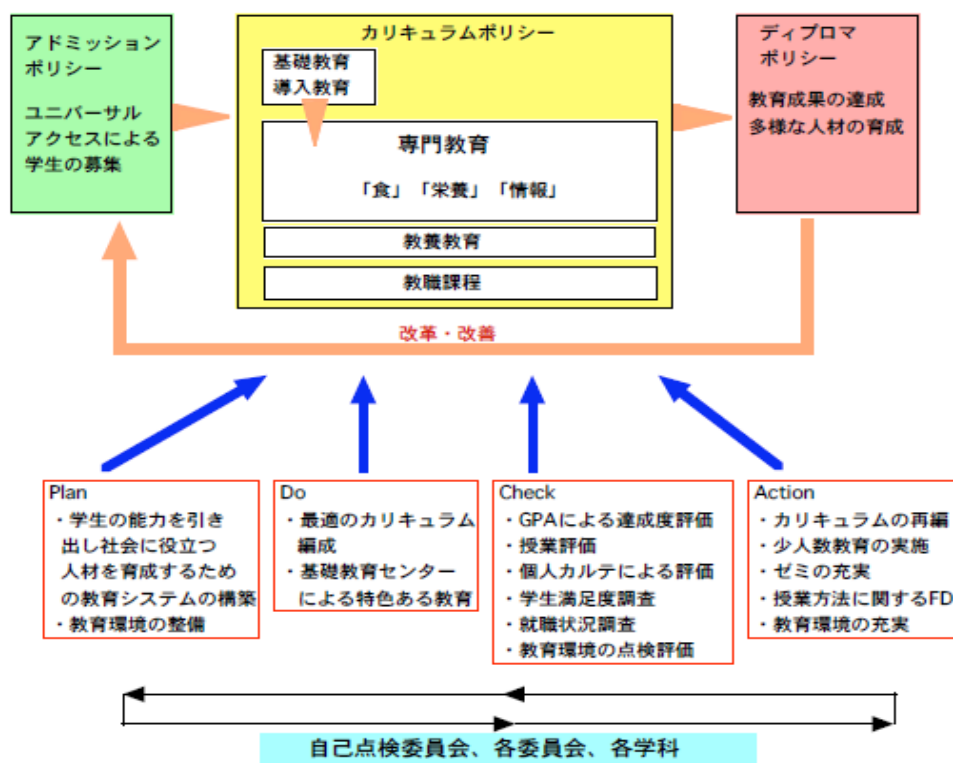 アドミッション
ポリシー
ユニバーサル
アクセスによる
学生の募集
カリキュラムポリシー
基礎教育
導入教育
専門教育
「食」「栄養」「情報」
教養教育
教職課程
ディプロマ
ポリシー
教育成果の達成
多様な人材の育成
改革・改善
Plan
・学生の能力を引き
出し社会に役立つ
人材を育成するため
の教育システムの構築
・教育環境の整備
Do
・最適のカリキュラム
編成
・基礎教育センター
による特色ある教育
Check
・GPAによる達成度評価
・授業評価
・個人カルテによる評価
・学生満足度調査
・就職状況調査
・教育環境の点検評価
Action
・カリキュラムの再編
・少人数教育の実施
・ゼミの充実
・授業方法に関するFD
・教育環境の充実
自己点検委員会、各委員会、各学科